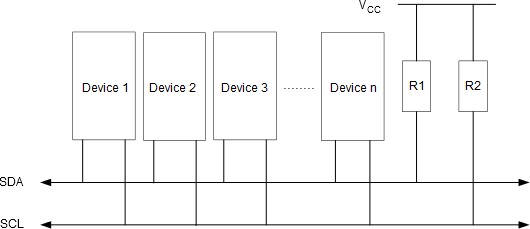 VCC
Device 1 Device 2 Device 3 ........ Device n R1 R2
SDA
SCL